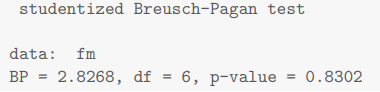 studentized Breusch-Pagan test
data: fm
BP = 2.8268, df = 6, p-value = 0.8302